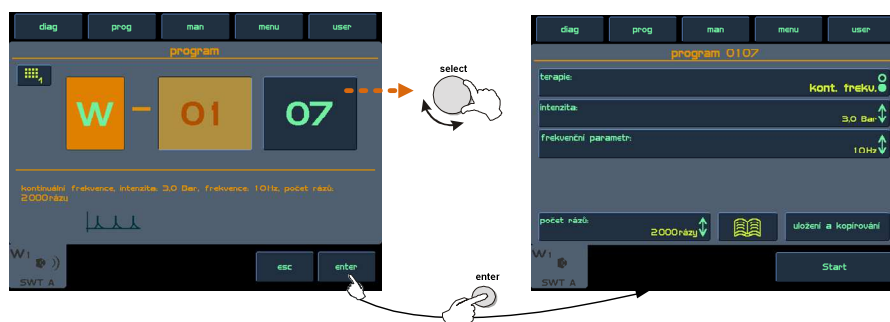 diag prog man menu user
program
1
W - 01 07
kontinuální frekvence, intenzita: 3,0 Bar, frekvence: 10Hz, počet rázů:
2000rázu
W1
SWT A
esc enter
select
enter
diag prog man menu user
program 0107
terapie:
kont. frekv.
intenzita:
3,0 Bar
frekvenční parametr:
10Hz
počet rázů:
2000rázy
uložení a kopírování
W1
SWT A
Start